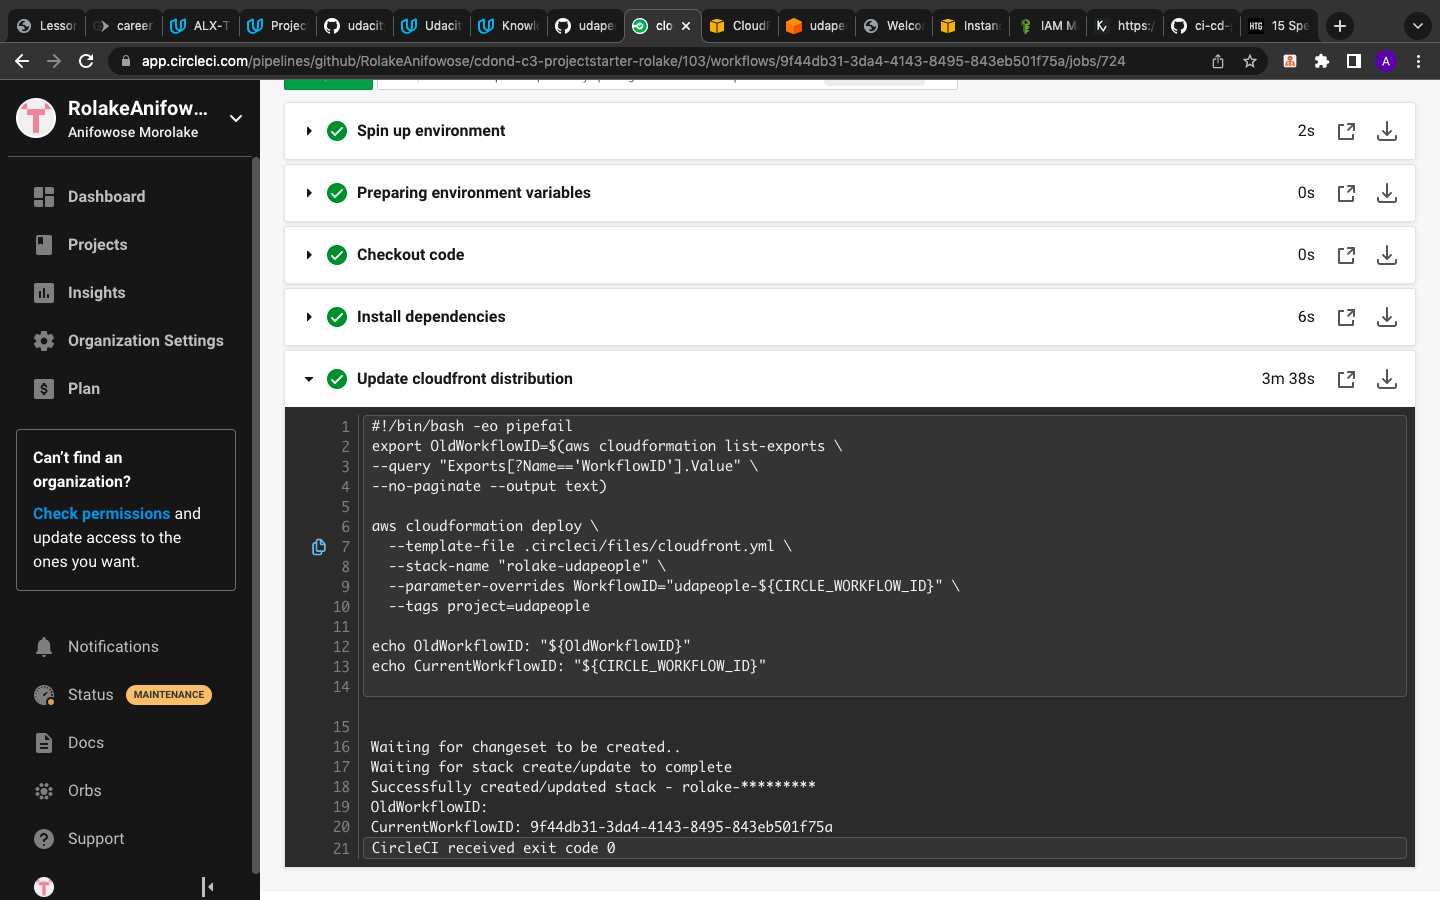 Lesson
career
ALX-T
Projec
udacit
Udacit
Knowle
udape
clo
CloudF
udape
Welco
Instan
IAM M
https:/
ci-cd-
HTG 15 Spe
app.circleci.com/pipelines/github/RolakeAnifowose/cdond-c3-projectstarter-rolake/103/workflows/9f44db31-3da4-4143-8495-843eb501f75a/jobs/724
A
RolakeAnifow...
Anifowose Morolake
Dashboard
Projects
Insights
Organization Settings
Plan
Can't find an
organization?
Check permissions and
update access to the
ones you want.
Notifications
Status MAINTENANCE
Docs
Orbs
Support
Spin up environment 2s
Preparing environment variables 0s
Checkout code 0s
Install dependencies 6s
Update cloudfront distribution 3m 38s
1 #!/bin/bash -eo pipefail
2 export OldWorkflowID=$(aws cloudformation list-exports \
3 --query "Exports[?Name=='WorkflowID'].Value" \
4 --no-paginate --output text)
5
6 aws cloudformation deploy \
7 --template-file .circleci/files/cloudfront.yml \
8 --stack-name "rolake-udapeople" \
9 --parameter-overrides WorkflowID="udapeople-${CIRCLE_WORKFLOW_ID}" \
10 --tags project=udapeople
11
12 echo OldWorkflowID: "${OldWorkflowID}"
13 echo CurrentWorkflowID: "${CIRCLE_WORKFLOW_ID}"
14
15
16 Waiting for changeset to be created..
17 Waiting for stack create/update to complete
18 Successfully created/updated stack - rolake-*********
19 OldWorkflowID:
20 CurrentWorkflowID: 9f44db31-3da4-4143-8495-843eb501f75a
21 CircleCI received exit code 0